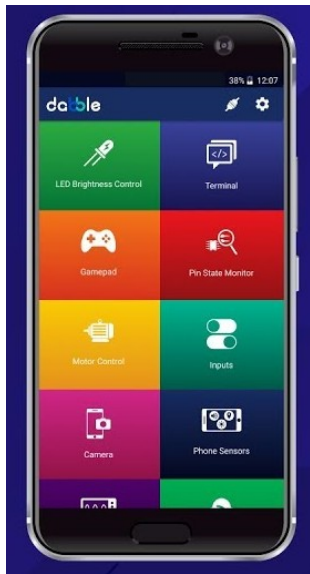 38% 12:07
dabble
LED Brightness Control
</>
Terminal
Gamepad
Pin State Monitor
Motor Control
Inputs
Camera
Phone Sensors